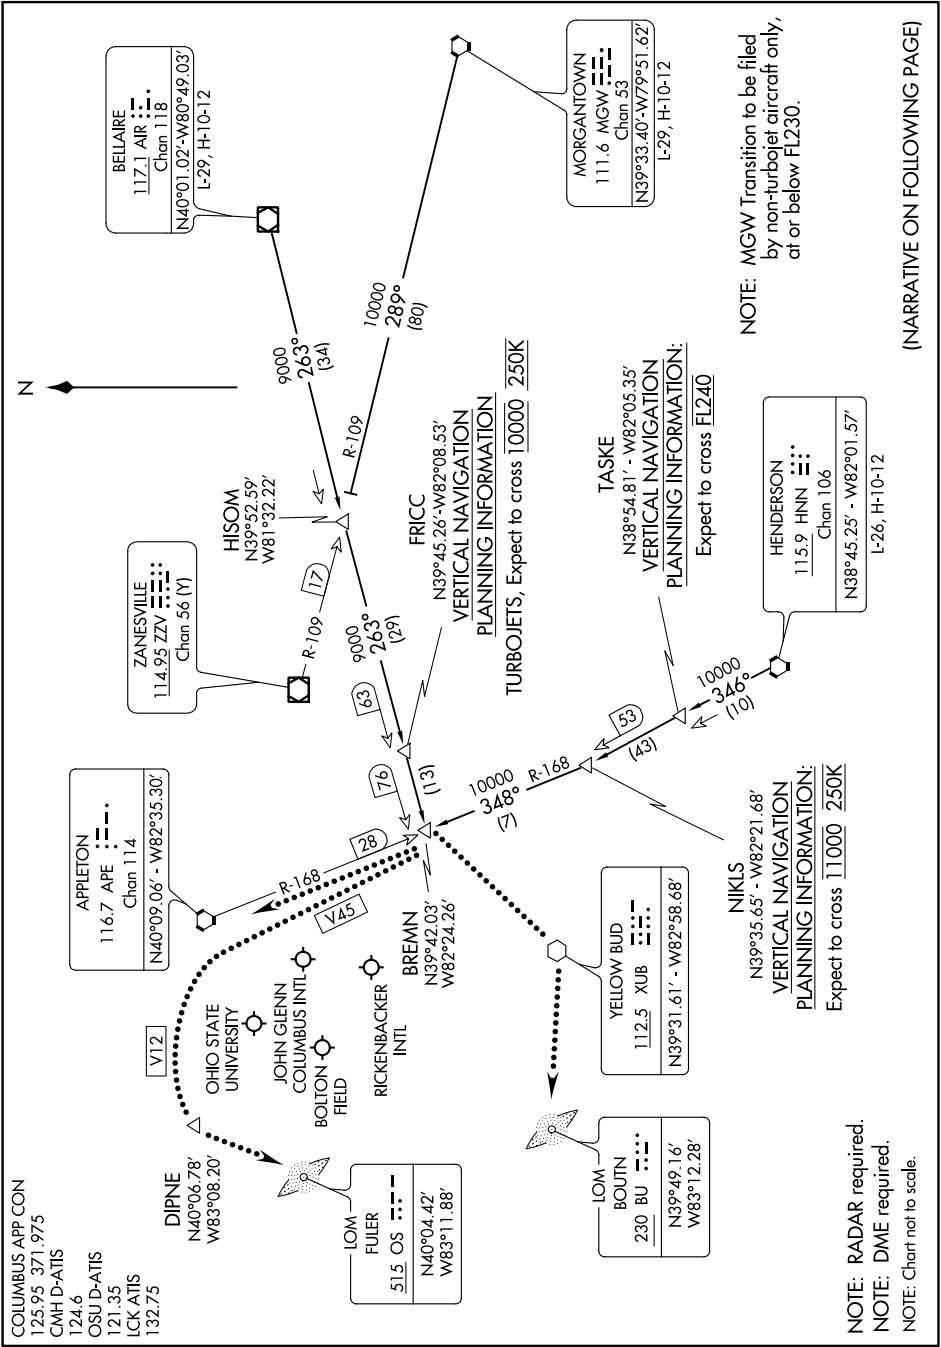 COLUMBUS APP CON
125.95 371.975
CMH D-ATIS
124.6
OSU D-ATIS
121.35
LCK ATIS
132.75
N
BELLAIRE
117.1 AIR
Chan 118
N40°01.02'-W80°49.03'
L-29, H-10-12
MORGANTOWN
111.6 MGW
Chan 53
N39°33.40'-W79°51.62'
L-29, H-10-12
ZANESVILLE
114.95 ZZV
Chan 56 (Y)
APPLETON
116.7 APE
Chan 114
N40°09.06' - W82°35.30'
HISOM
N39°52.59'
W81°32.22'
9000
263°
(34)
10000
289°
(80)
R-109
R-109
17
9000
263°
(29)
63
76
(13)
FRICC
N39°45.26'-W82°08.53'
VERTICAL NAVIGATION
PLANNING INFORMATION
TURBOJETS, Expect to cross 10000 250K
TASKE
N38°54.81' - W82°05.35'
VERTICAL NAVIGATION
PLANNING INFORMATION:
Expect to cross FL240
HENDERSON
115.9 HNN
Chan 106
N38°45.25' - W82°01.57'
L-26, H-10-12
10000
346°
(10)
53
(43)
R-168
10000
348°
(7)
NIKLS
N39°35.65' - W82°21.68'
VERTICAL NAVIGATION
PLANNING INFORMATION:
Expect to cross 11000 250K
BREMN
N39°42.03'
W82°24.26'
28
R-168
V45
V12
OHIO STATE
UNIVERSITY
JOHN GLENN
COLUMBUS INTL
BOLTON
FIELD
RICKENBACKER
INTL
YELLOW BUD
112.5 XUB
N39°31.61' - W82°58.68'
DIPNE
N40°06.78'
W83°08.20'
LOM
FULER
515 OS
N40°04.42'
W83°11.88'
LOM
BOUTN
230 BU
N39°49.16'
W83°12.28'
NOTE: MGW Transition to be filed
by non-turbojet aircraft only,
at or below FL230.
NOTE: RADAR required.
NOTE: DME required.
NOTE: Chart not to scale.
(NARRATIVE ON FOLLOWING PAGE)